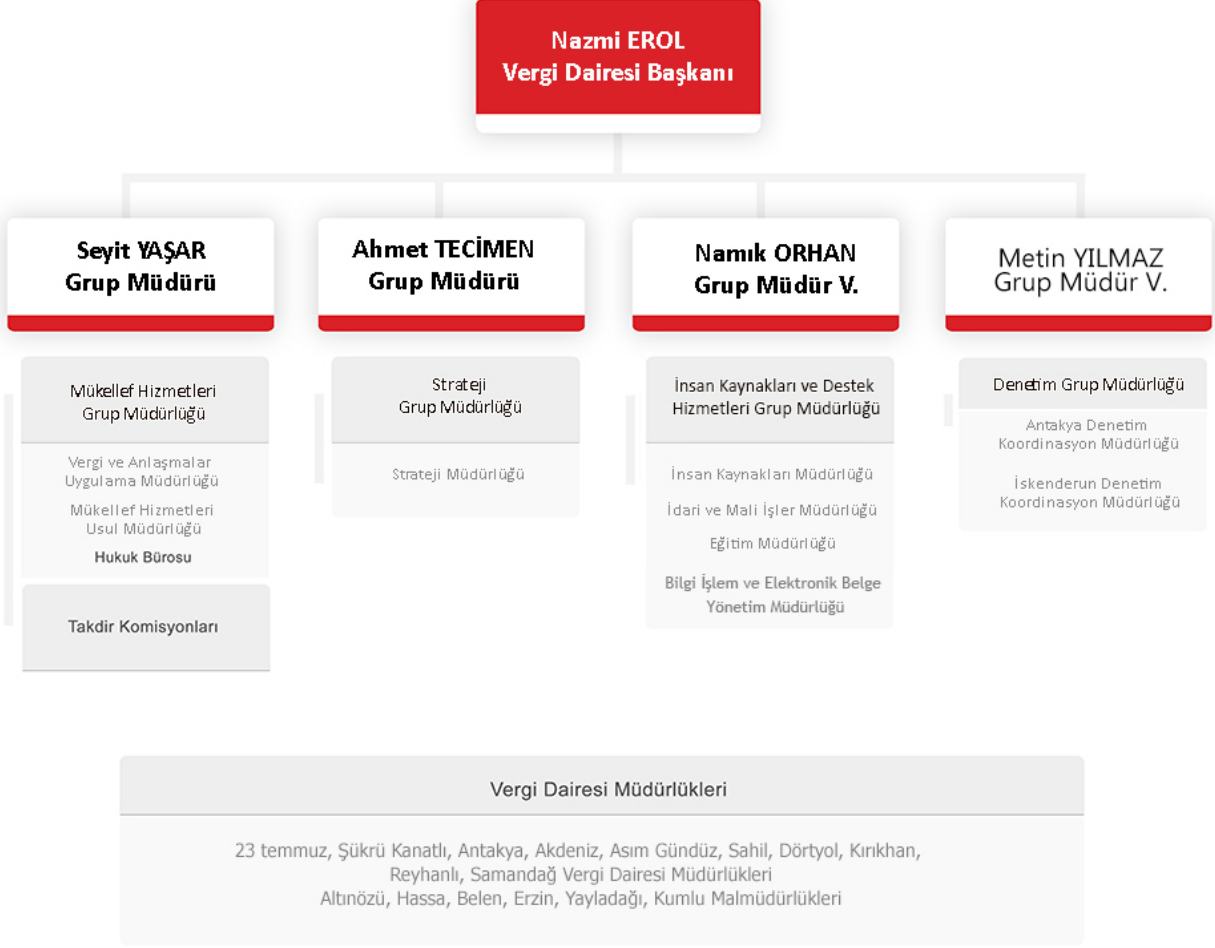 Nazmi EROL
Vergi Dairesi Başkanı
Seyit YAŞAR
Grup Müdürü
Ahmet TECİMEN
Grup Müdürü
Namık ORHAN
Grup Müdür V.
Metin YILMAZ
Grup Müdür V.
Mükellef Hizmetleri
Grup Müdürlüğü
Vergi ve Anlaşmalar
Uygulama Müdürlüğü
Mükellef Hizmetleri
Usul Müdürlüğü
Hukuk Bürosu
Takdir Komisyonları
Strateji
Grup Müdürlüğü
Strateji Müdürlüğü
İnsan Kaynakları ve Destek
Hizmetleri Grup Müdürlüğü
İnsan Kaynakları Müdürlüğü
İdari ve Mali İşler Müdürlüğü
Eğitim Müdürlüğü
Bilgi İşlem ve Elektronik Belge
Yönetim Müdürlüğü
Denetim Grup Müdürlüğü
Antakya Denetim
Koordinasyon Müdürlüğü
İskenderun Denetim
Koordinasyon Müdürlüğü
Vergi Dairesi Müdürlükleri
23 temmuz, Şükrü Kanatlı, Antakya, Akdeniz, Asım Gündüz, Sahil, Dörtyol, Kırıkhan,
Reyhanlı, Samandağ Vergi Dairesi Müdürlükleri
Altınözü, Hassa, Belen, Erzin, Yayladağı, Kumlu Malmüdürlükleri